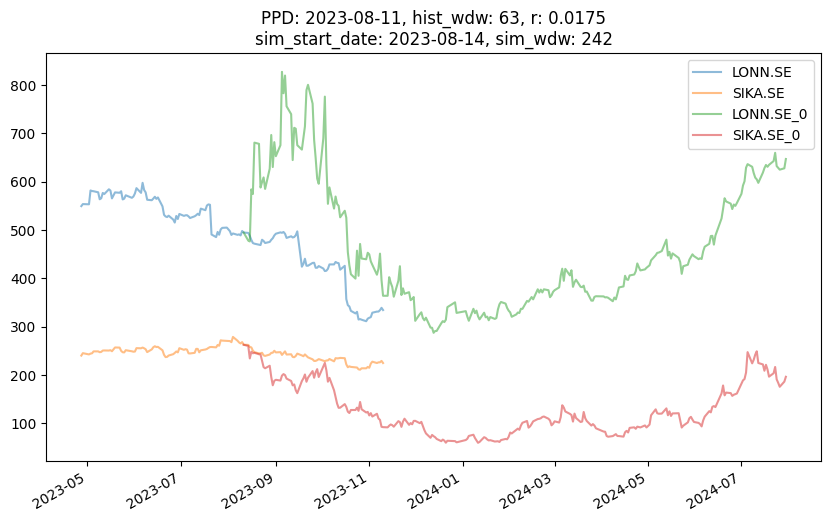 PPD: 2023-08-11, hist_wdw: 63, r: 0.0175
sim_start_date: 2023-08-14, sim_wdw: 242
LONN.SE
SIKA.SE
LONN.SE_0
SIKA.SE_0
800
700
600
500
400
300
200
100
2023-05
2023-07
2023-09
2023-11
2024-01
2024-03
2024-05
2024-07